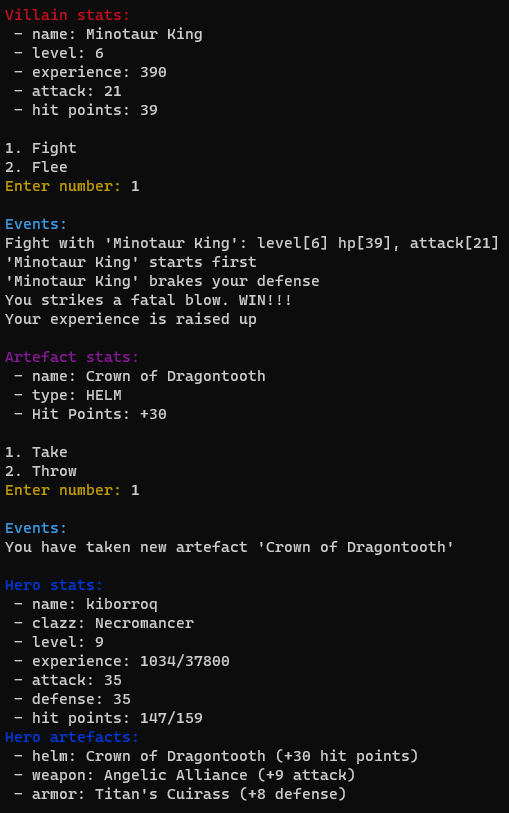 Villain stats:
- name: Minotaur King
- level: 6
- experience: 390
- attack: 21
- hit points: 39
1. Fight
2. Flee
Enter number: 1
Events:
Fight with 'Minotaur King': level[6] hp[39], attack[21]
'Minotaur King' starts first
'Minotaur King' brakes your defense
You strikes a fatal blow. WIN!!!
Your experience is raised up
Artefact stats:
- name: Crown of Dragontooth
- type: HELM
- Hit Points: +30
1. Take
2. Throw
Enter number: 1
Events:
You have taken new artefact 'Crown of Dragontooth'
Hero stats:
- name: kiborroq
- clazz: Necromancer
- level: 9
- experience: 1034/37800
- attack: 35
- defense: 35
- hit points: 147/159
Hero artefacts:
- helm: Crown of Dragontooth (+30 hit points)
- weapon: Angelic Alliance (+9 attack)
- armor: Titan's Cuirass (+8 defense)